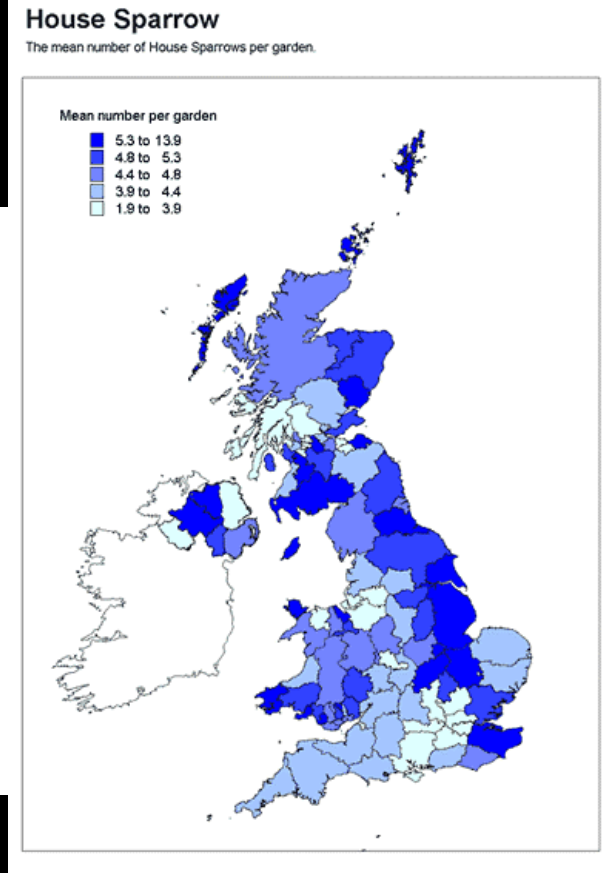 House Sparrow
The mean number of House Sparrows per garden.
Mean number per garden
5.3 to 13.9
4.8 to 5.3
4.4 to 4.8
3.9 to 4.4
1.9 to 3.9